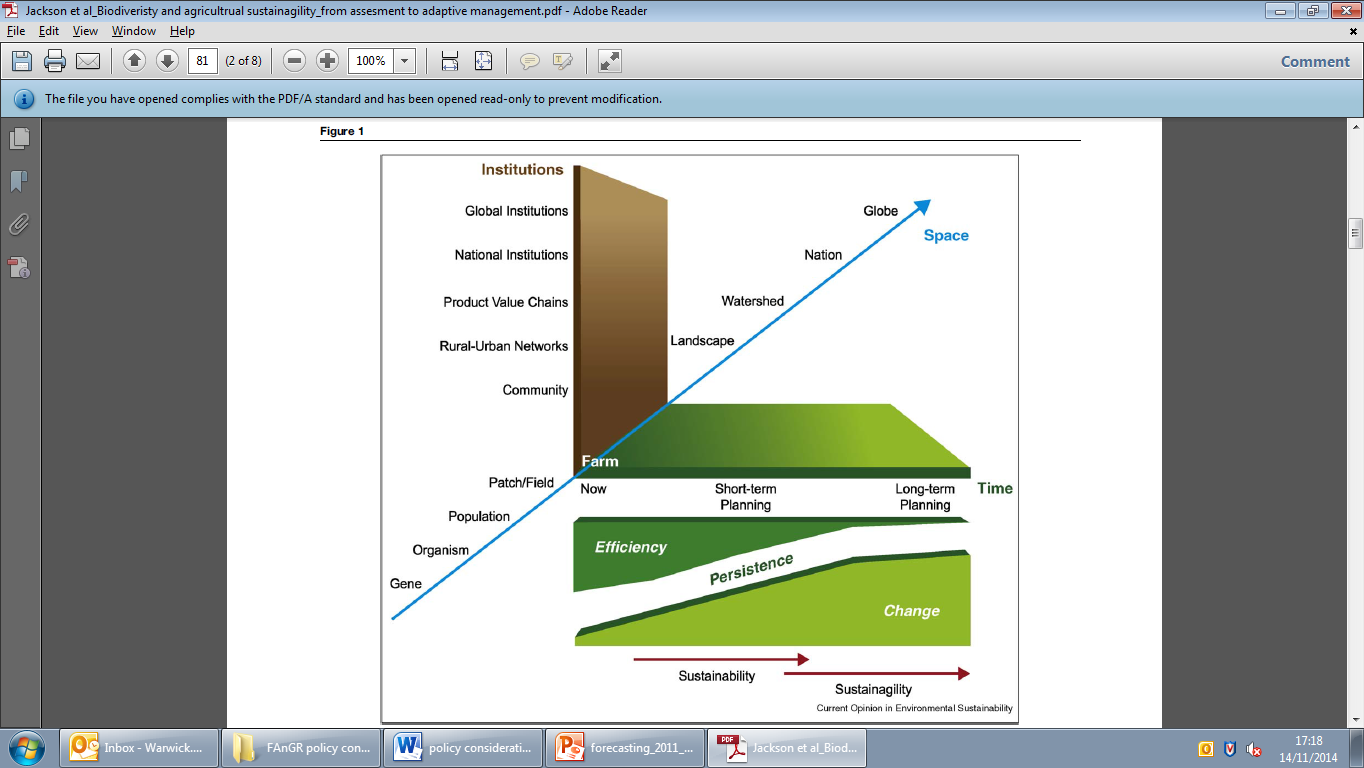 Jackson et al_Biodiveristy and agricultrual sustainagility_from assesment to adaptive management.pdf - Adobe Reader
File Edit View Window Help
81 (2 of 8) 100% Comment
The file you have opened complies with the PDF/A standard and has been opened read-only to prevent modification.
Figure 1
Institutions
Global Institutions
National Institutions
Product Value Chains
Rural-Urban Networks
Community
Globe
Space
Nation
Watershed
Landscape
Farm
Patch/Field
Population
Organism
Gene
Now
Short-term
Planning
Long-term
Planning
Time
Efficiency
Persistence
Change
Sustainability
Sustainagility
Current Opinion in Environmental Sustainability
Inbox - Warwick....
FAnGR policy con...
policy considerati...
forecasting_2011_...
PDF
Jackson et al_Biod...
17:18
14/11/2014